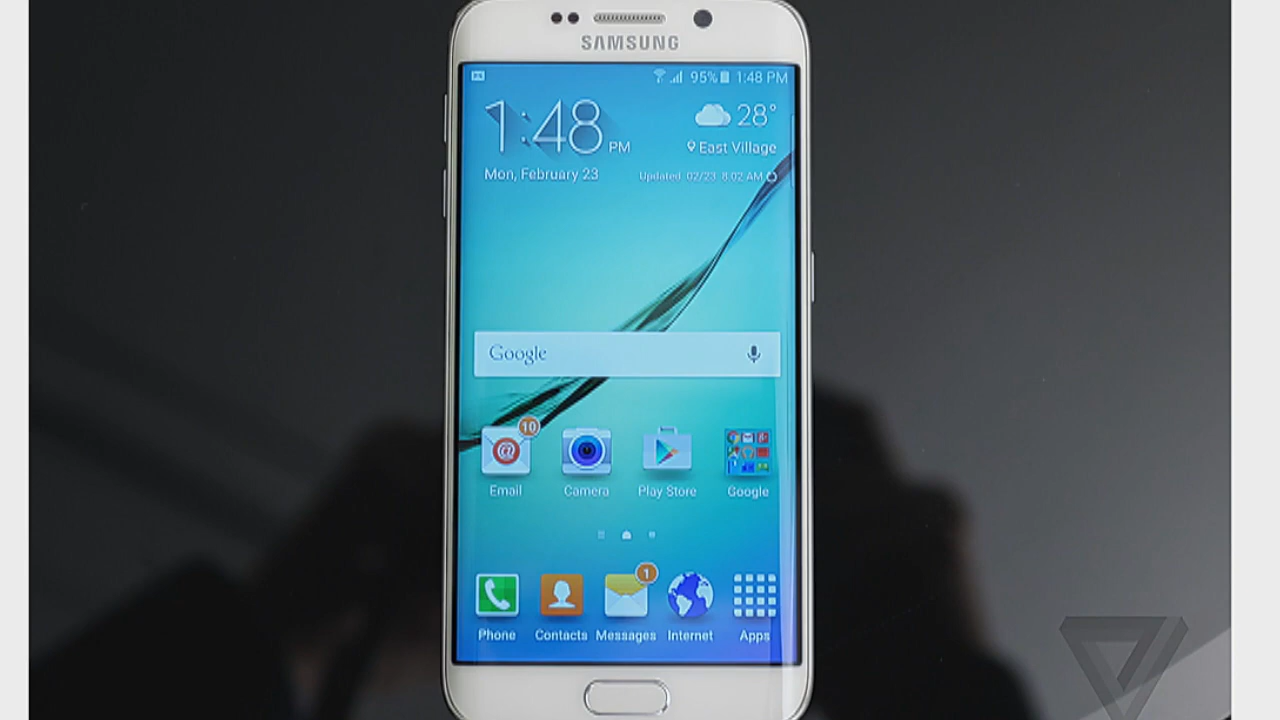 SAMSUNG
95% 1:48 PM
1:48 PM
28°
East Village
Mon, February 23
Updated 02/23 8:02 AM
Google
10
@
Email
Camera
Play Store
Google
1
Phone
Contacts
Messages
Internet
Apps